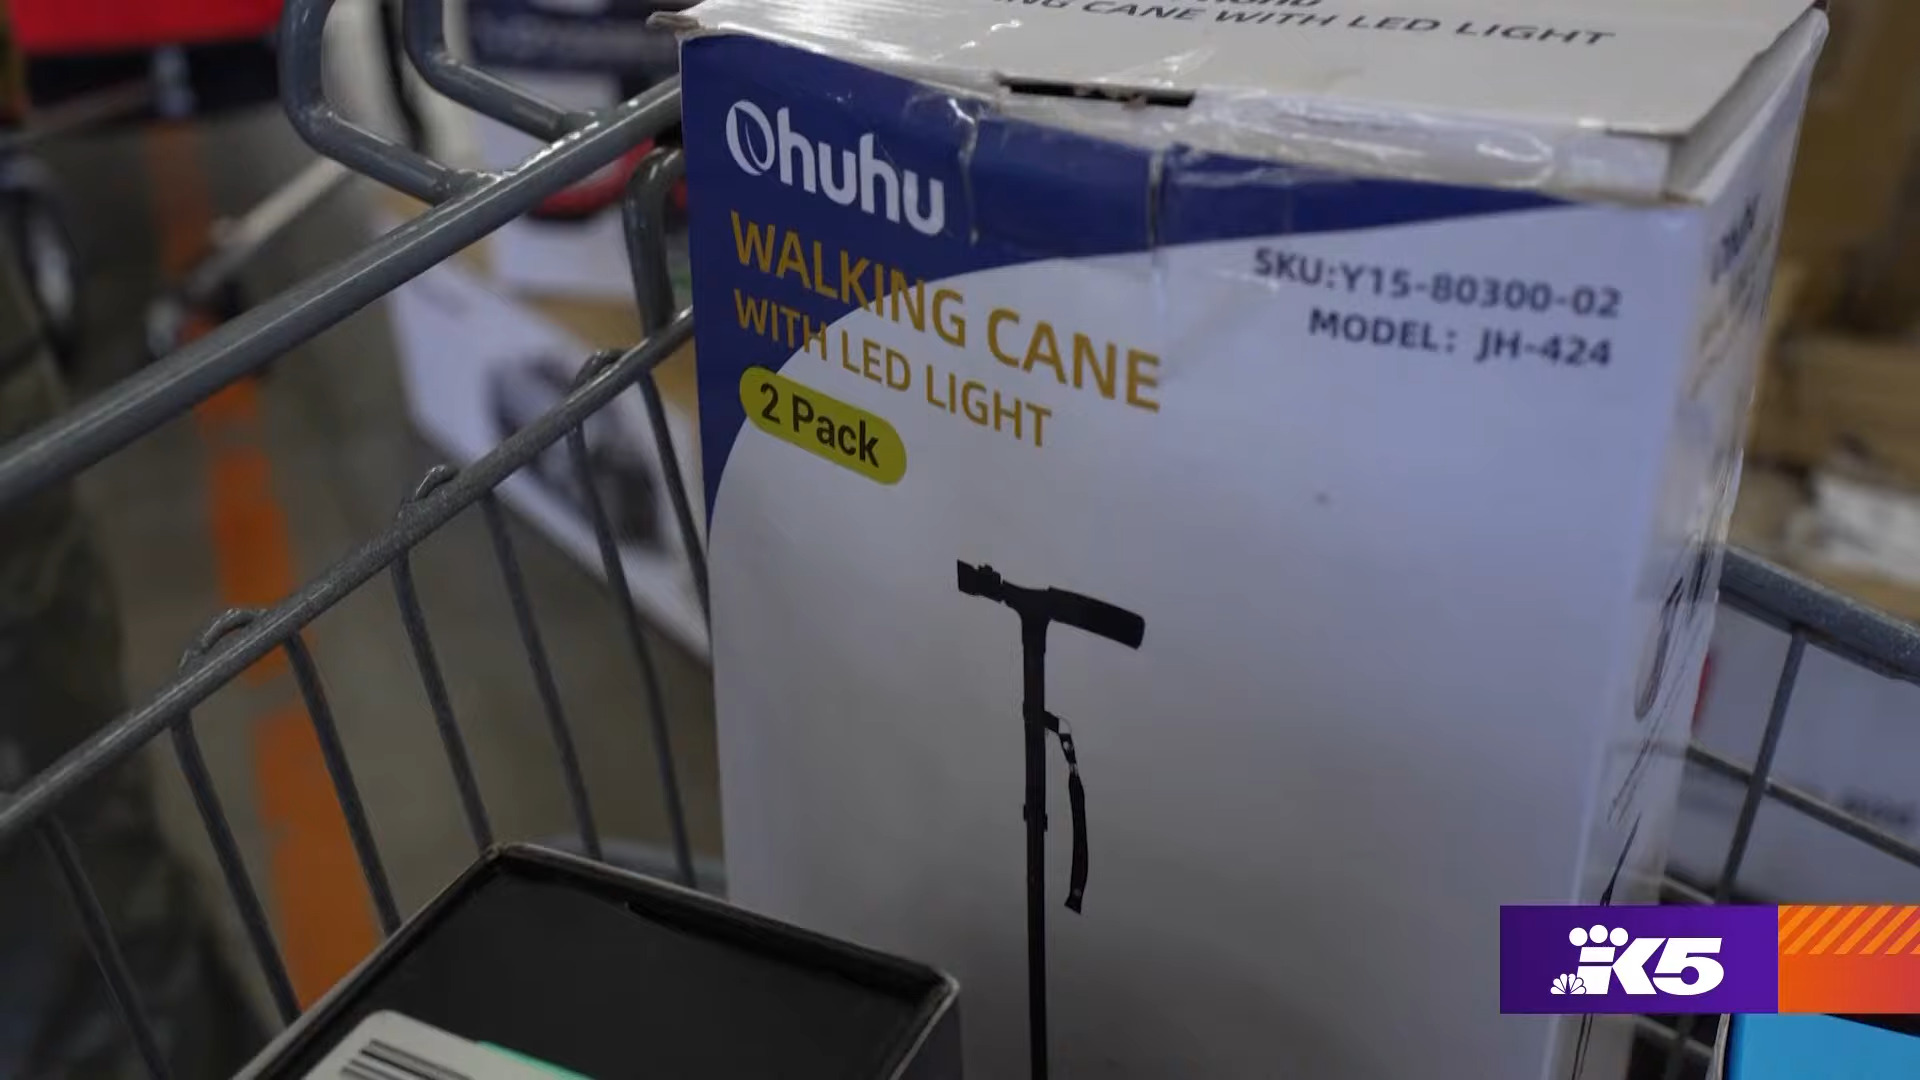 NG CANE WITH LED LIGHT
Ohuhu
WALKING CANE
WITH LED LIGHT
2 Pack
SKU:Y15-80300-02
MODEL: JH-424
K5